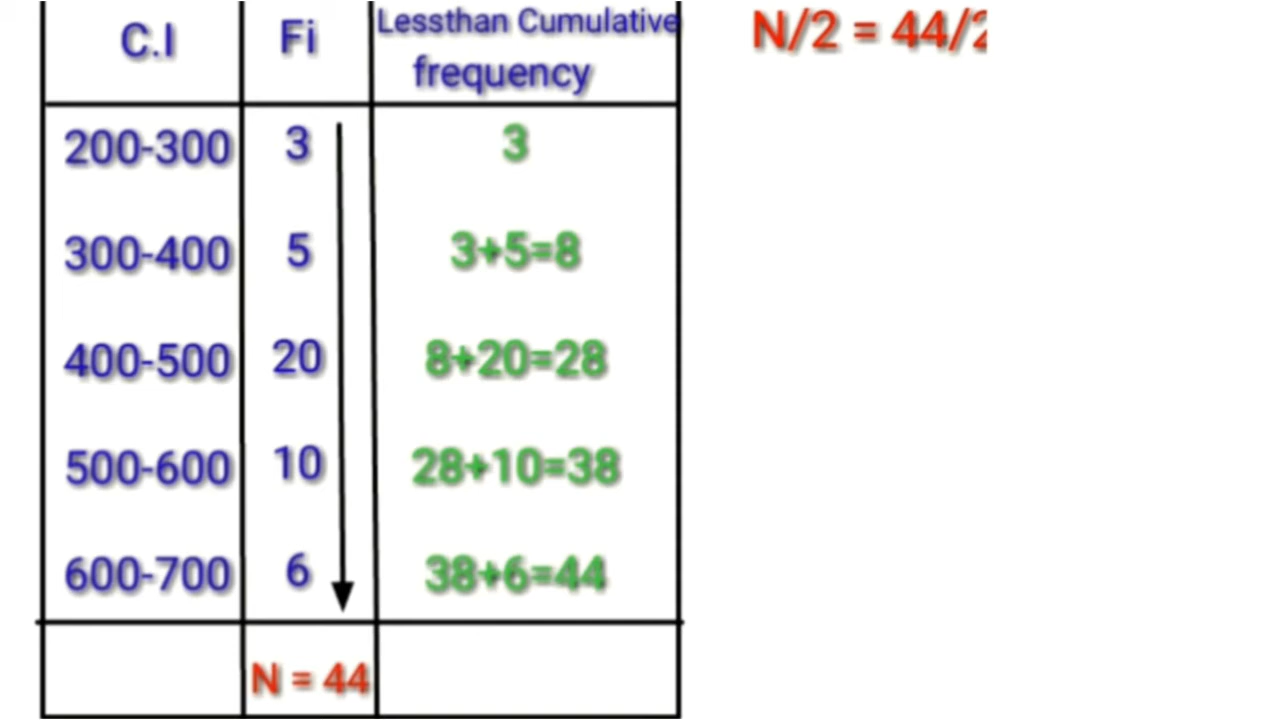 C.I Fi Lessthan Cumulative
frequency
200-300 3 3
300-400 5 3+5=8
400-500 20 8+20=28
500-600 10 28+10=38
600-700 6 38+6=44
N = 44
N/2 = 44/2